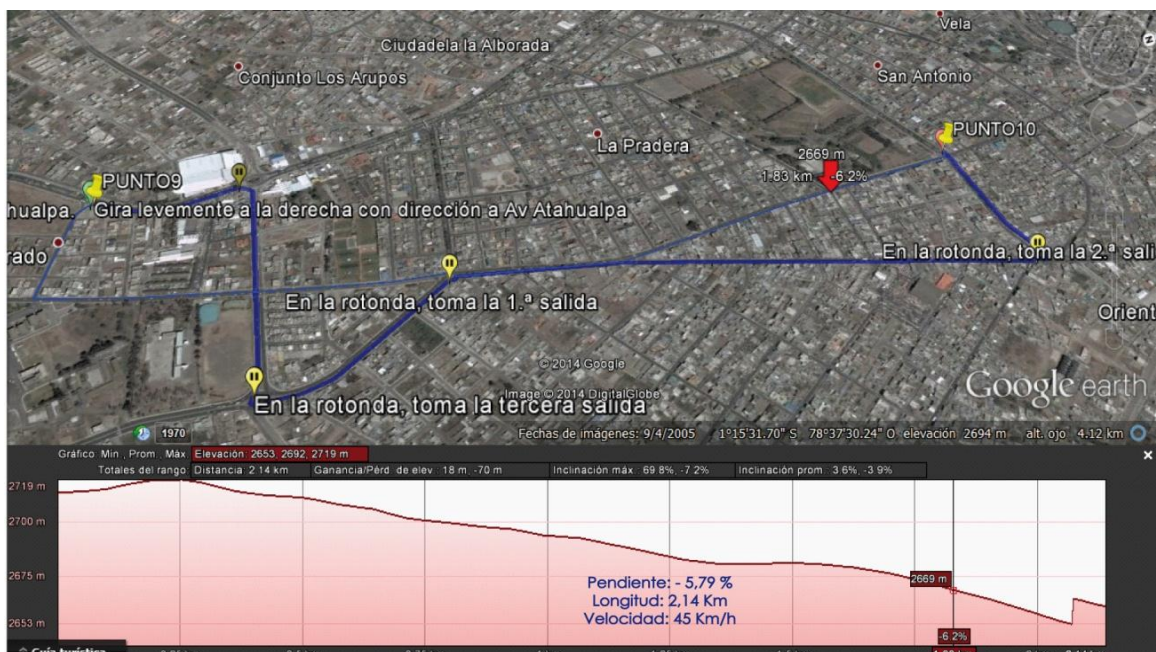 Vela
Ciudadela la Alborada
Conjunto Los Arupos
San Antonio
La Pradera
PUNTO10
2669 m
1.83 km -6.2%
PUNTO9
hualpa.
Gira levemente a la derecha con dirección a Av Atahualpa
rado
En la rotonda, toma la 2.ª sali
En la rotonda, toma la 1.ª salida
Orient
© 2014 Google
Image © 2014 DigitalGlobe
Google earth
En la rotonda, toma la tercera salida
1970
Fechas de imágenes: 9/4/2005 1°15'31.70" S 78°37'30.24" O elevación 2694 m alt. ojo 4.12 km
Gráfico Mín , Prom , Máx Elevación: 2653, 2692, 2719 m
Totales del rango: Distancia: 2.14 km Ganancia/Pérd de elev: 18 m, -70 m Inclinación máx: 69.8%, -7.2% Inclinación prom: 3.6%, -3.9%
2719 m
2700 m
2675 m
2669 m
Pendiente: - 5,79 %
Longitud: 2,14 Km
Velocidad: 45 Km/h
2653 m
-6.2%
Guía turística